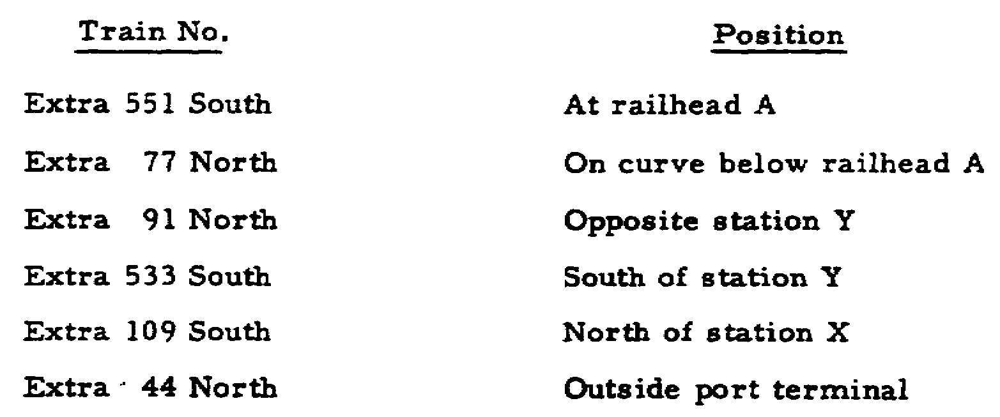 Train No. Position
Extra 551 South At railhead A
Extra 77 North On curve below railhead A
Extra 91 North Opposite station Y
Extra 533 South South of station Y
Extra 109 South North of station X
Extra 44 North Outside port terminal